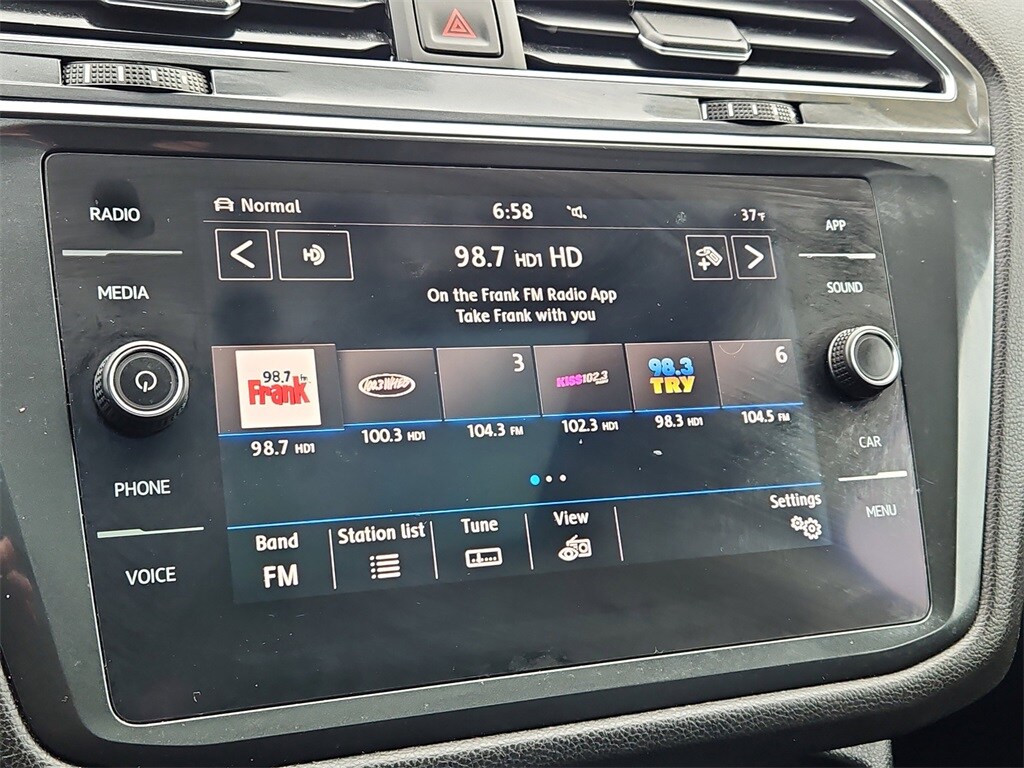 RADIO
MEDIA
PHONE
VOICE
Normal
6:58
37°F
98.7 HD1 HD
On the Frank FM Radio App
Take Frank with you
98.7
Frank
3
KISS102.3
98.3
TRY
6
98.7 HD1
100.3 HD1
104.3 FM
102.3 HD1
98.3 HD1
104.5 FM
Band
FM
Station list
Tune
View
Settings
APP
SOUND
CAR
MENU